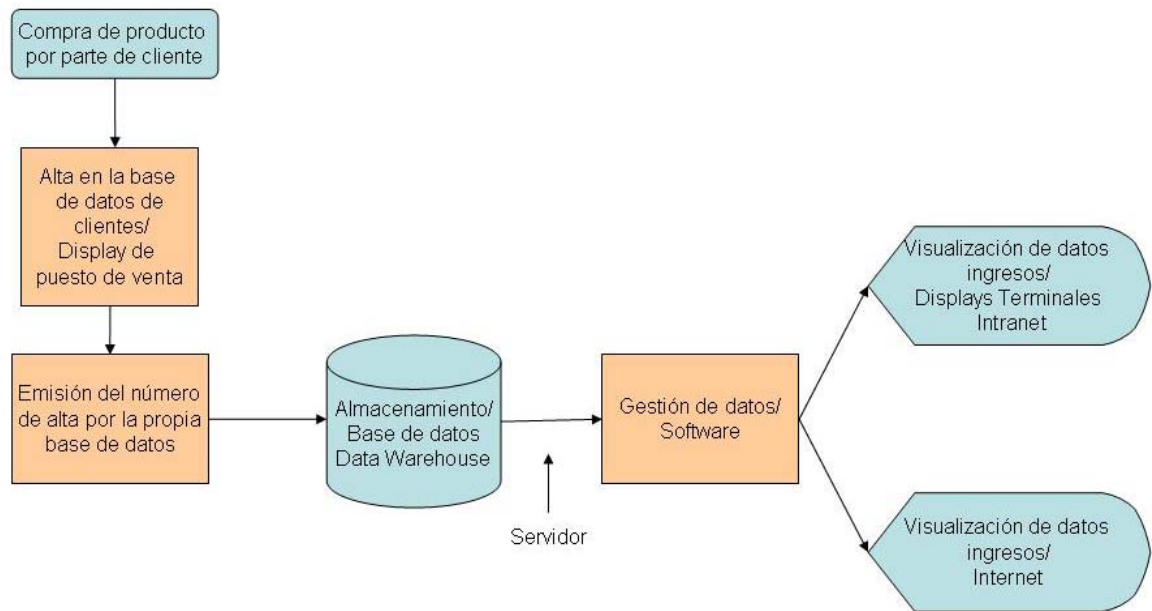 Compra de producto
por parte de cliente
Alta en la base
de datos de
clientes/
Display de
puesto de venta
Emisión del número
de alta por la propia
base de datos
Almacenamiento/
Base de datos
Data Warehouse
Servidor
Gestión de datos/
Software
Visualización de datos
ingresos/
Displays Terminales
Intranet
Visualización de datos
ingresos/
Internet